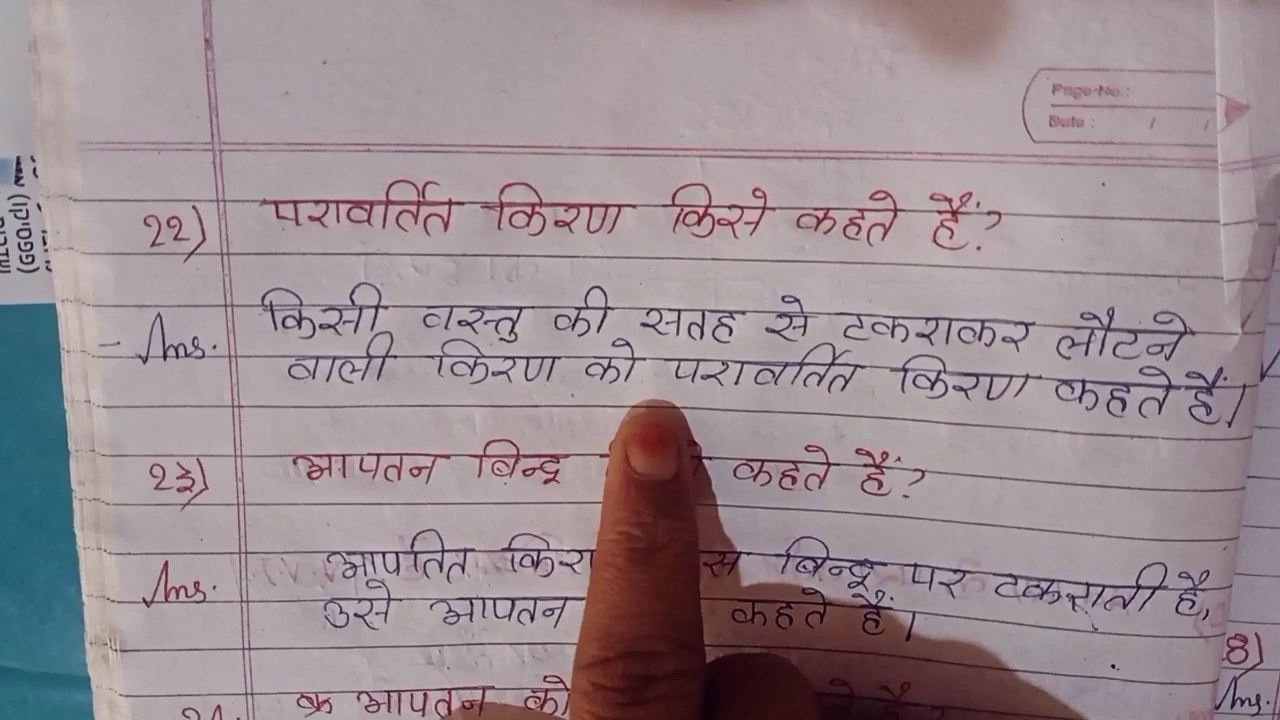 Page No.:
Date : / /
22) परावर्तित किरण किसे कहते हैं?
Ans. किसी वस्तु की सतह से टकराकर लौटने
वाली किरण को परावर्तित किरण कहते हैं।
23) आपतन बिन्दू कहते हैं?
Ans. आपतित बिन्दू पर टकराती है,
उसे आपतन कहते हैं।
आपतन को
8)
Ans.